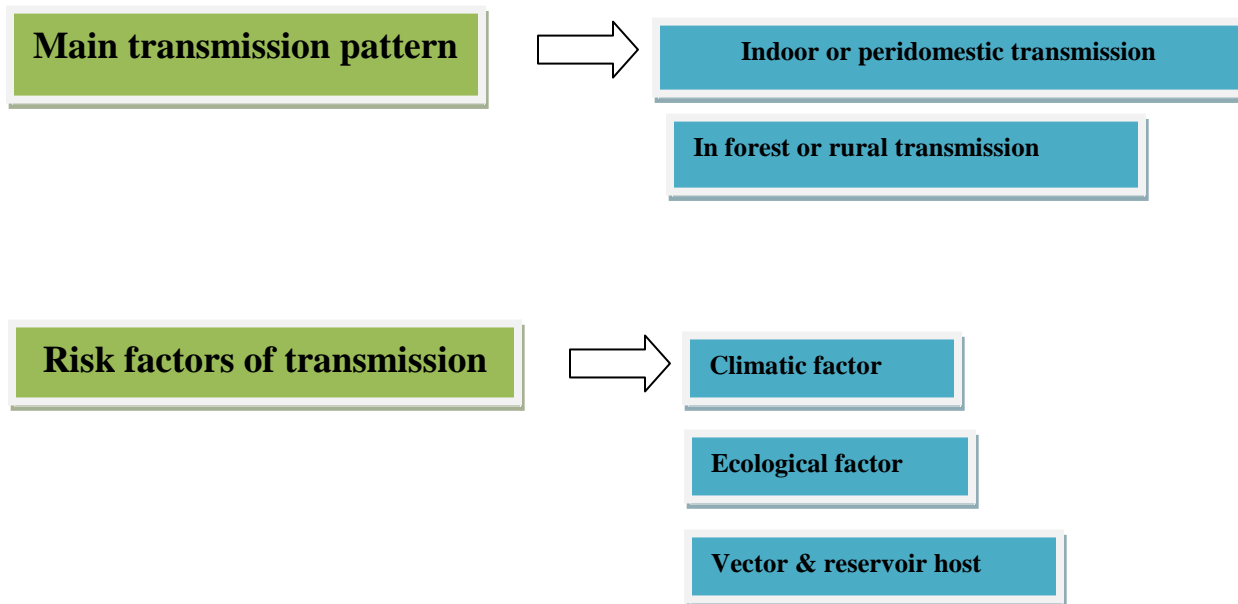 Main transmission pattern
Indoor or peridomestic transmission
In forest or rural transmission
Risk factors of transmission
Climatic factor
Ecological factor
Vector & reservoir host